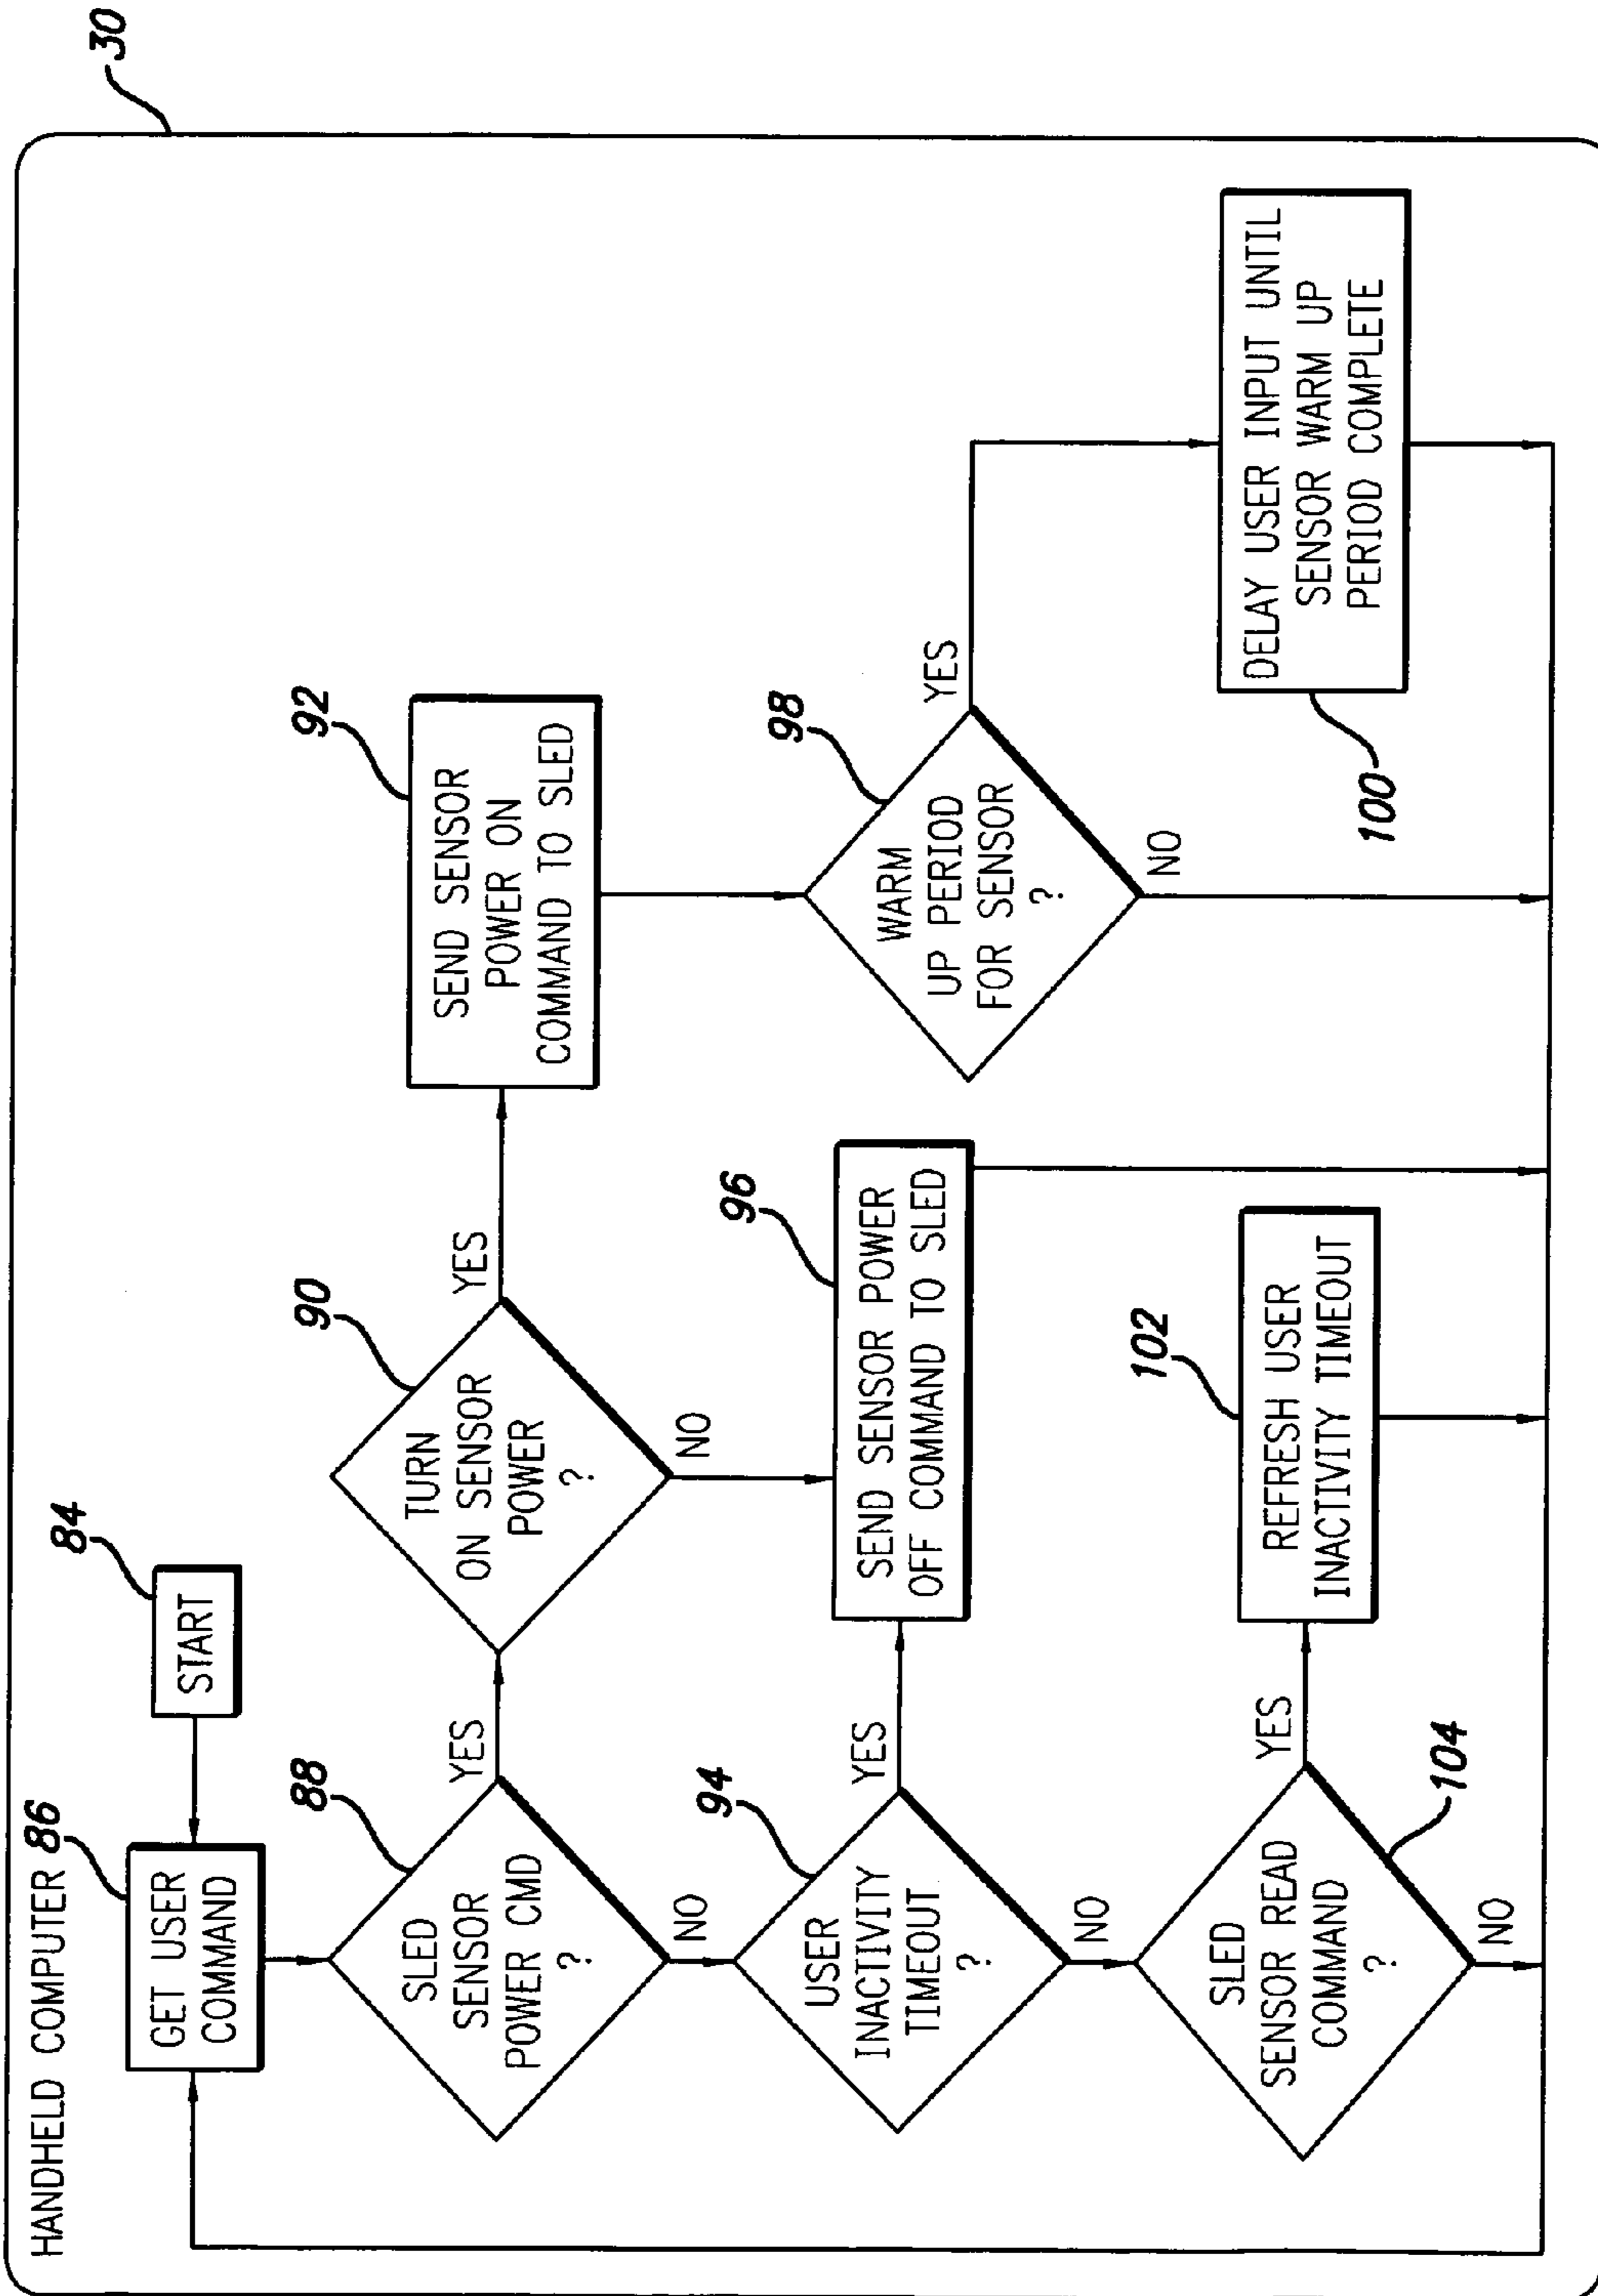 30
HANDHELD COMPUTER
86
84
GET USER
COMMAND
START
88
SLED
SENSOR
POWER CMD
?
YES
NO
90
TURN
ON SENSOR
POWER
?
YES
NO
92
SEND SENSOR
POWER ON
COMMAND TO SLED
94
USER
INACTIVITY
TIMEOUT
?
YES
NO
96
SEND SENSOR POWER
OFF COMMAND TO SLED
98
WARM
UP PERIOD
FOR SENSOR
?
YES
NO
SLED
SENSOR READ
COMMAND
?
YES
NO
104
102
REFRESH USER
INACTIVITY TIMEOUT
DELAY USER INPUT UNTIL
SENSOR WARM UP
PERIOD COMPLETE
100